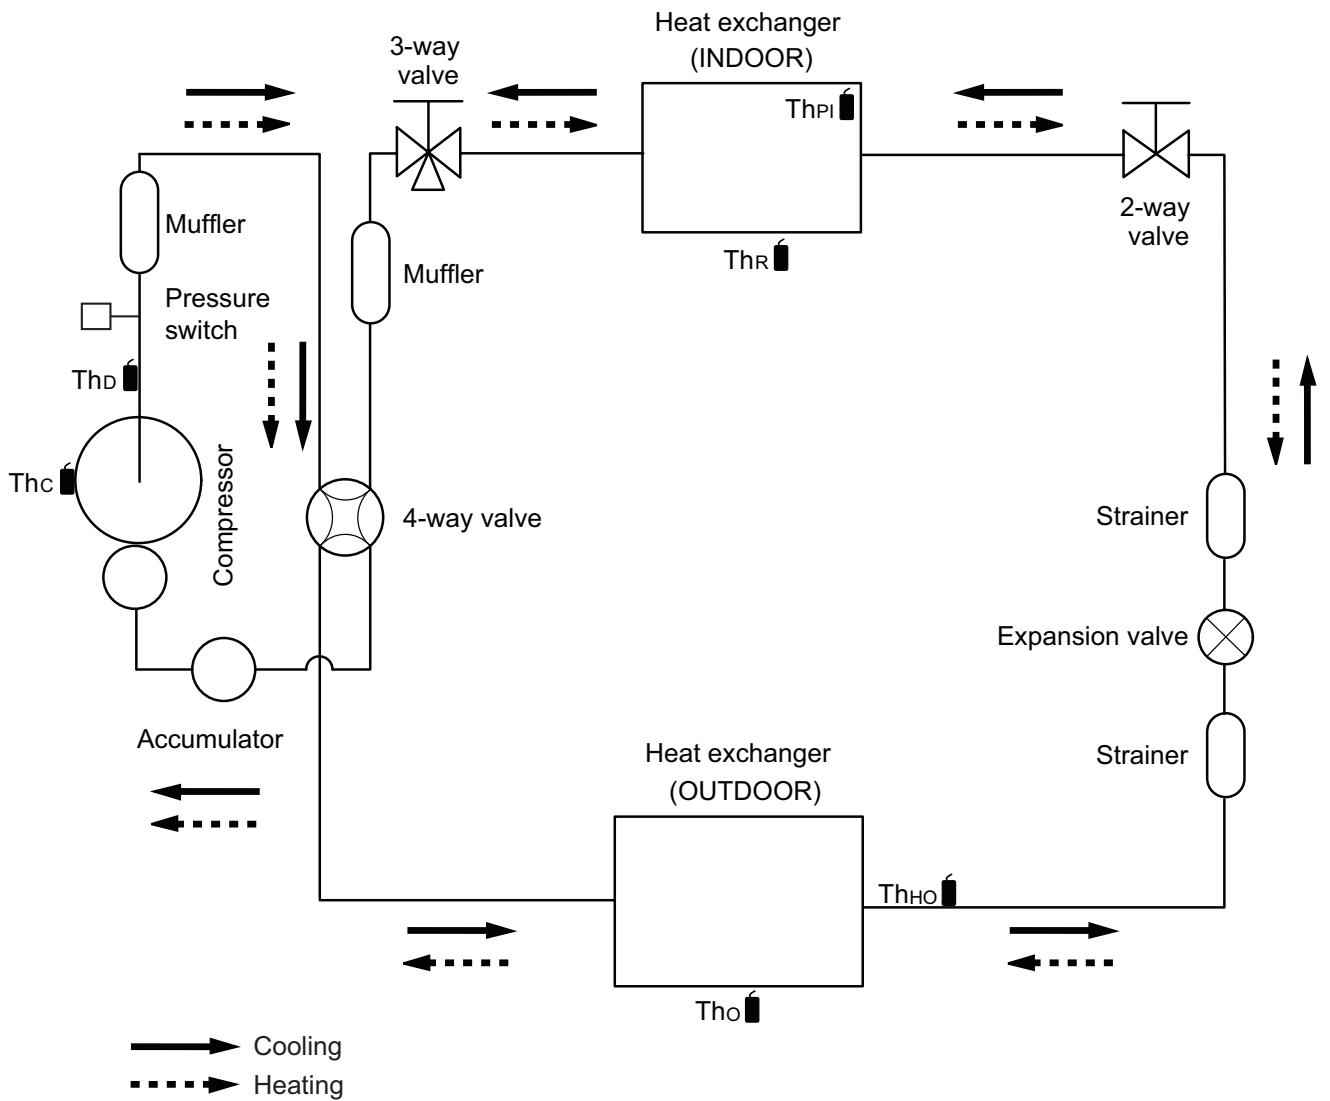 Heat exchanger
(INDOOR)
3-way
valve
ThPI
2-way
valve
ThR
Muffler
Muffler
Pressure
switch
ThD
ThC
Compressor
4-way valve
Strainer
Expansion valve
Strainer
Accumulator
Heat exchanger
(OUTDOOR)
ThHO
ThO
Cooling
Heating